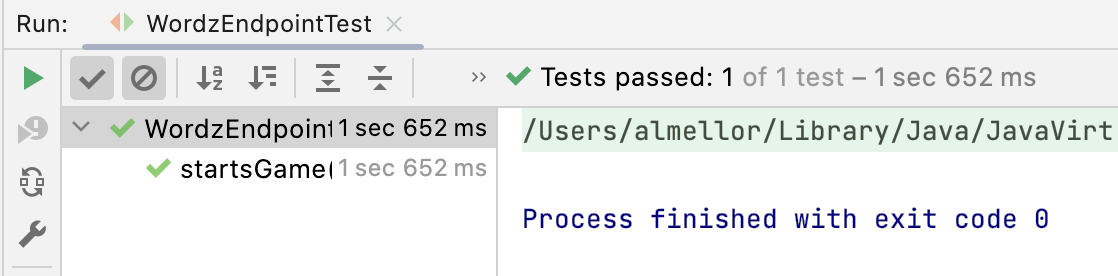 Run: WordzEndpointTest
Tests passed: 1 of 1 test – 1 sec 652 ms
WordzEndpoint 1 sec 652 ms
startsGame( 1 sec 652 ms
/Users/almellor/Library/Java/JavaVirt
Process finished with exit code 0